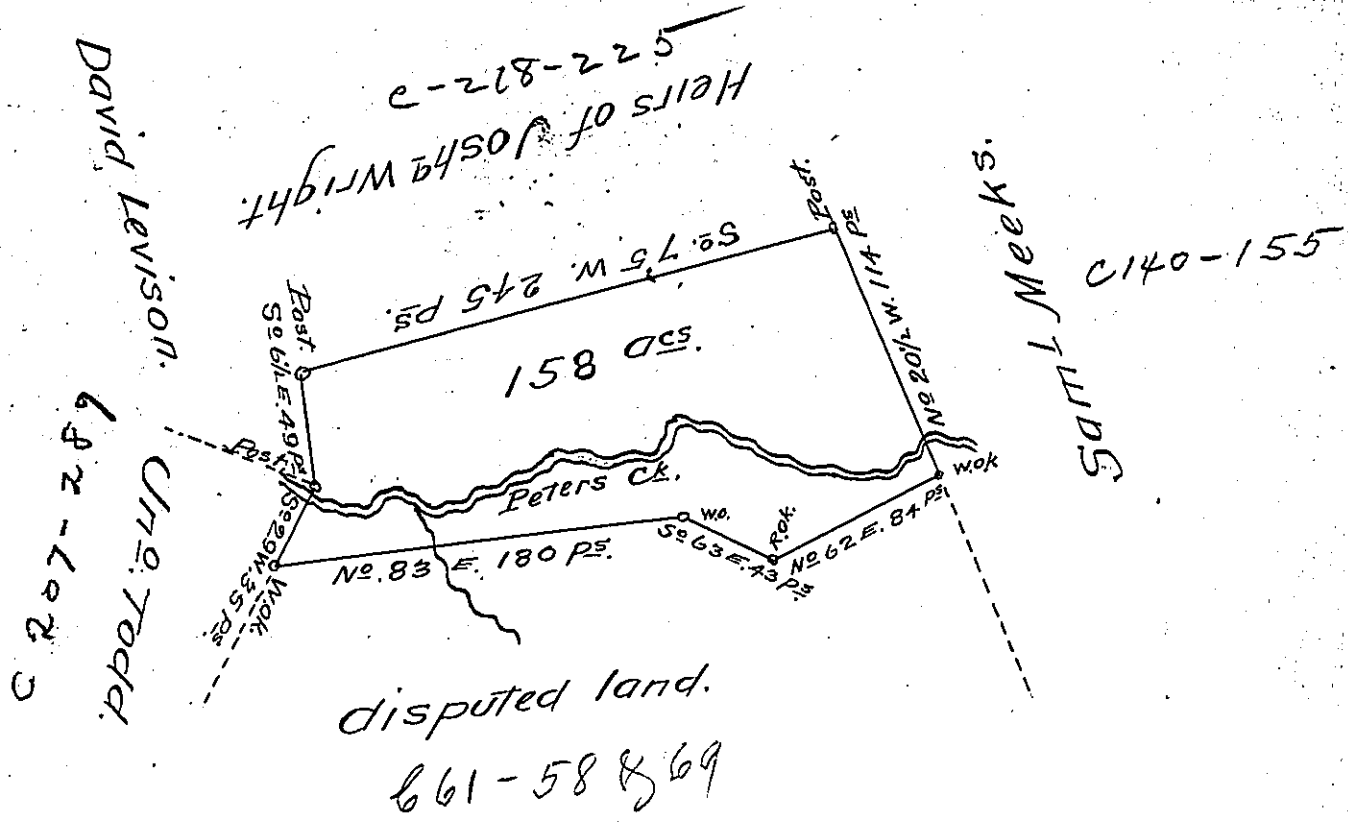 C-218-225
Heirs of Josha Wright.
David Levison.
Post.
Sº. 75 W. 245 Ps.
Post.
158 acs.
Sº 6½ E. 49 Ps.
Nº 20½ W. 114 Ps
Sam'l Meeks.
C140-155
Post.
Peters Ck.
W.ok
Sº 29 W. 35 Ps.
W.ok.
Nº. 83 E. 180 Ps.
W.O.
Sº 63 E. 43 Ps
R.ok.
Nº 62 E. 84 Ps
Jnº. Todd.
C 207-289
disputed land.
C61-58 & 69